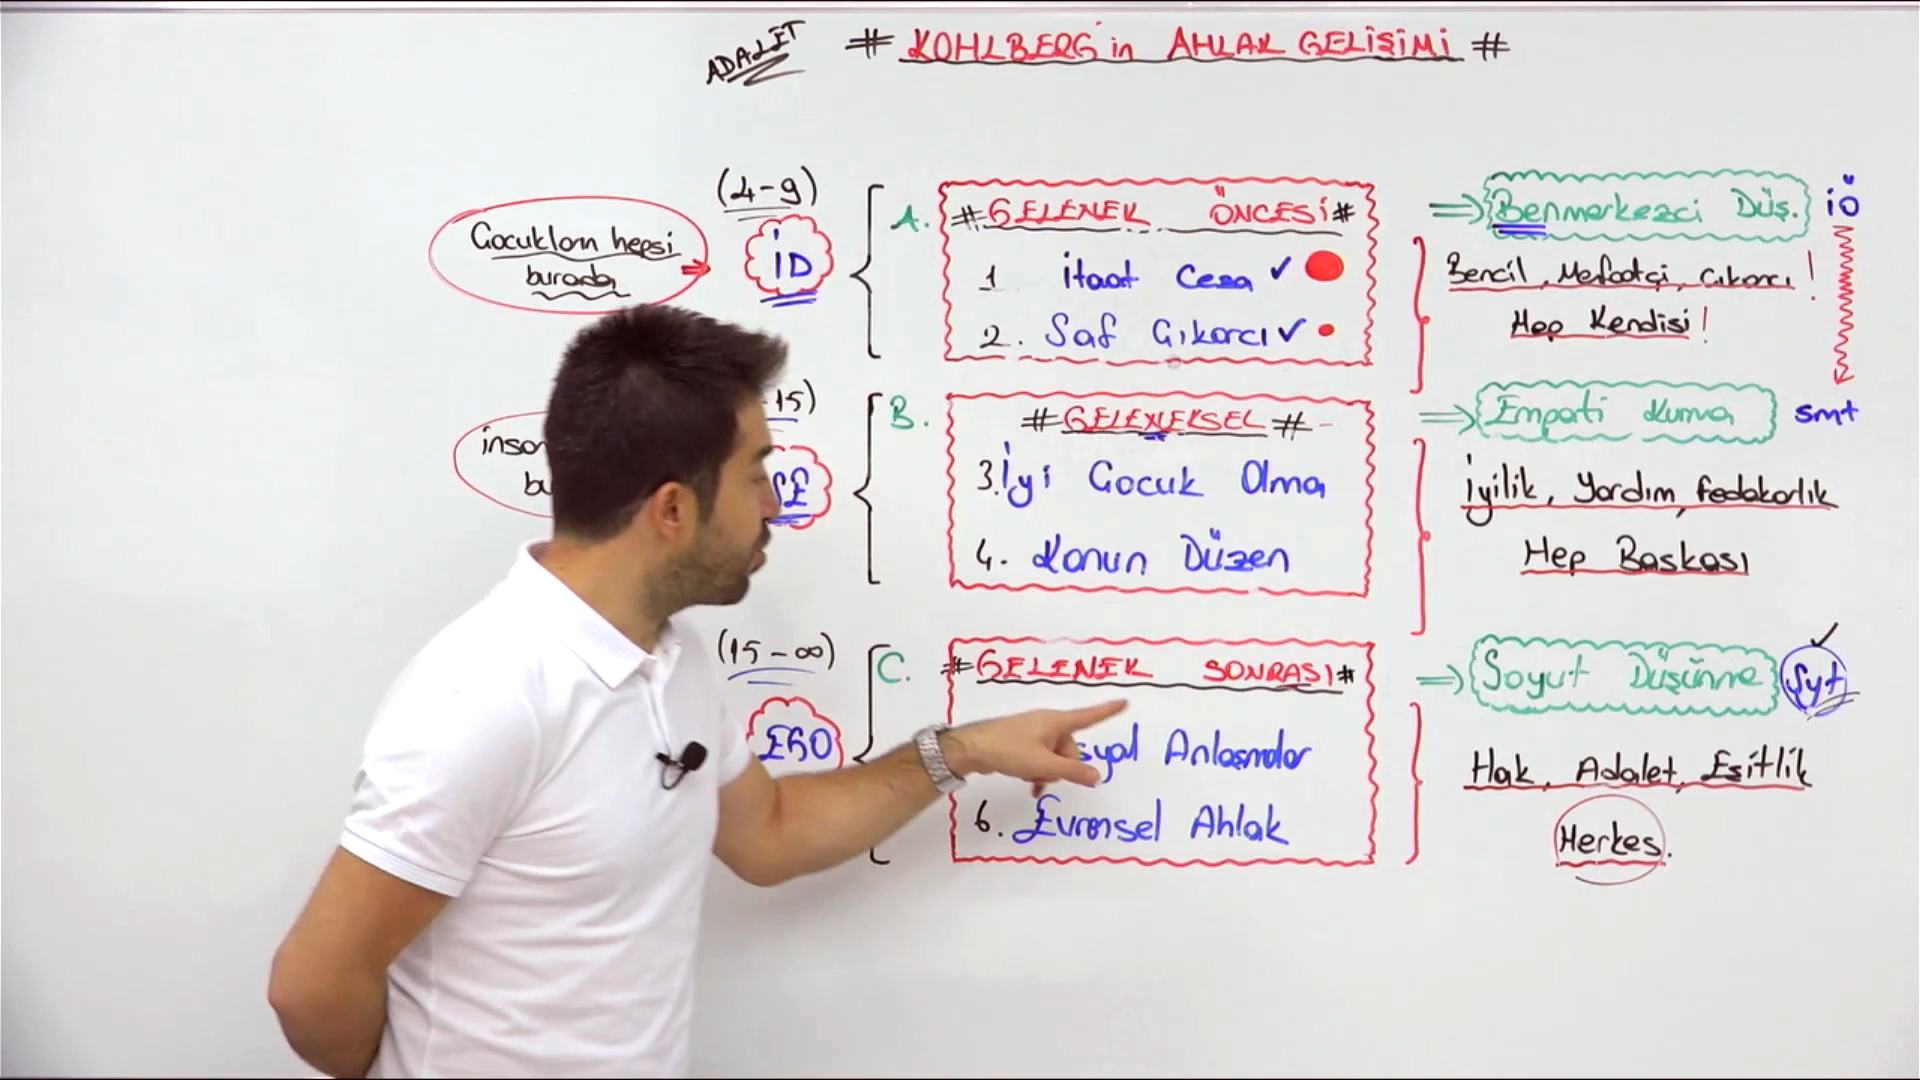 ADALET
# KOHLBERG'in AHLAK GELİŞİMİ #
Çocukların hepsi
burada
(4-9)
İD
A.
# GELENEK ÖNCESİ #
1 İtaat Ceza ✓
2. Saf Çıkarcı ✓
⇒ Benmerkezci Düş. iÖ
Bencil, Menfaatçi, Çıkarcı!
Hep Kendisi!
15)
B.
# GELENEKSEL #
3. İyi Çocuk Olma
4. Kanun Düzen
⇒ Empati Kurma smt
İyilik, Yardım, fedakarlık
Hep Başkası
(15-∞)
EGO
C.
# GELENEK SONRASI #
syal Anlaşmalar
6. Evrensel Ahlak
⇒ Soyut Düşünme Syt
Hak, Adalet, Eşitlik
Herkes.